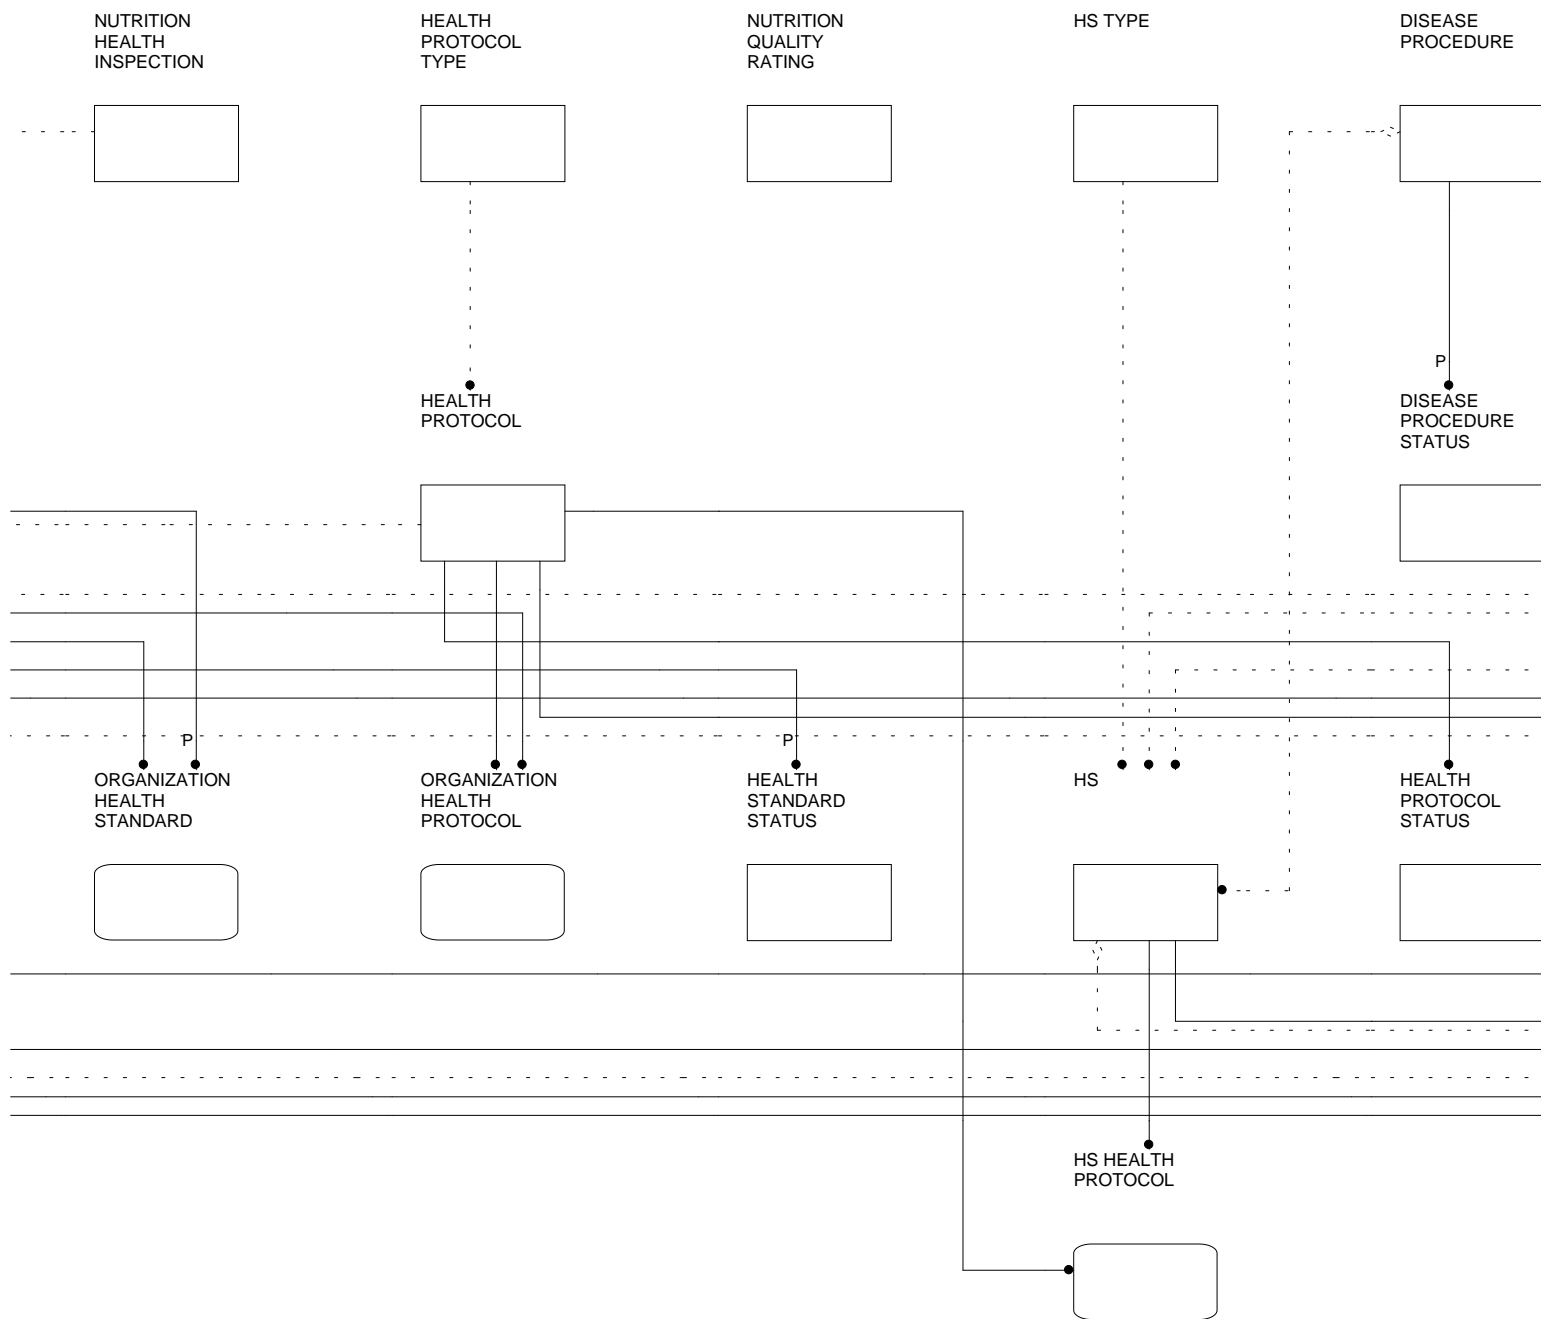 NUTRITION
HEALTH
INSPECTION
HEALTH
PROTOCOL
TYPE
NUTRITION
QUALITY
RATING
HS TYPE
DISEASE
PROCEDURE
P
HEALTH
PROTOCOL
DISEASE
PROCEDURE
STATUS
P
P
ORGANIZATION
HEALTH
STANDARD
ORGANIZATION
HEALTH
PROTOCOL
HEALTH
STANDARD
STATUS
HS
HEALTH
PROTOCOL
STATUS
HS HEALTH
PROTOCOL